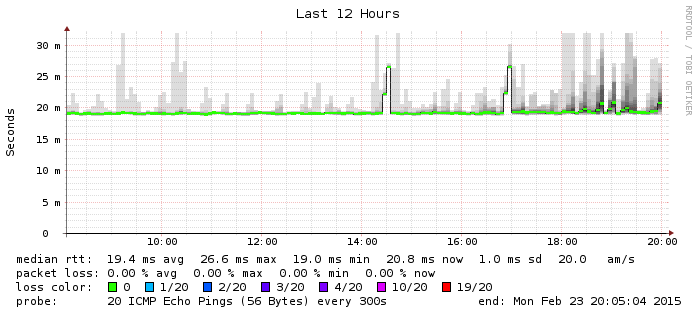 Last 12 Hours
RRDTOOL / TOBI OETIKER
Seconds
30 m
25 m
20 m
15 m
10 m
5 m
0
10:00 12:00 14:00 16:00 18:00 20:00
median rtt: 19.4 ms avg 26.6 ms max 19.0 ms min 20.8 ms now 1.0 ms sd 20.0 am/s
packet loss: 0.00 % avg 0.00 % max 0.00 % min 0.00 % now
loss color: 0 1/20 2/20 3/20 4/20 10/20 19/20
probe: 20 ICMP Echo Pings (56 Bytes) every 300s end: Mon Feb 23 20:05:04 2015